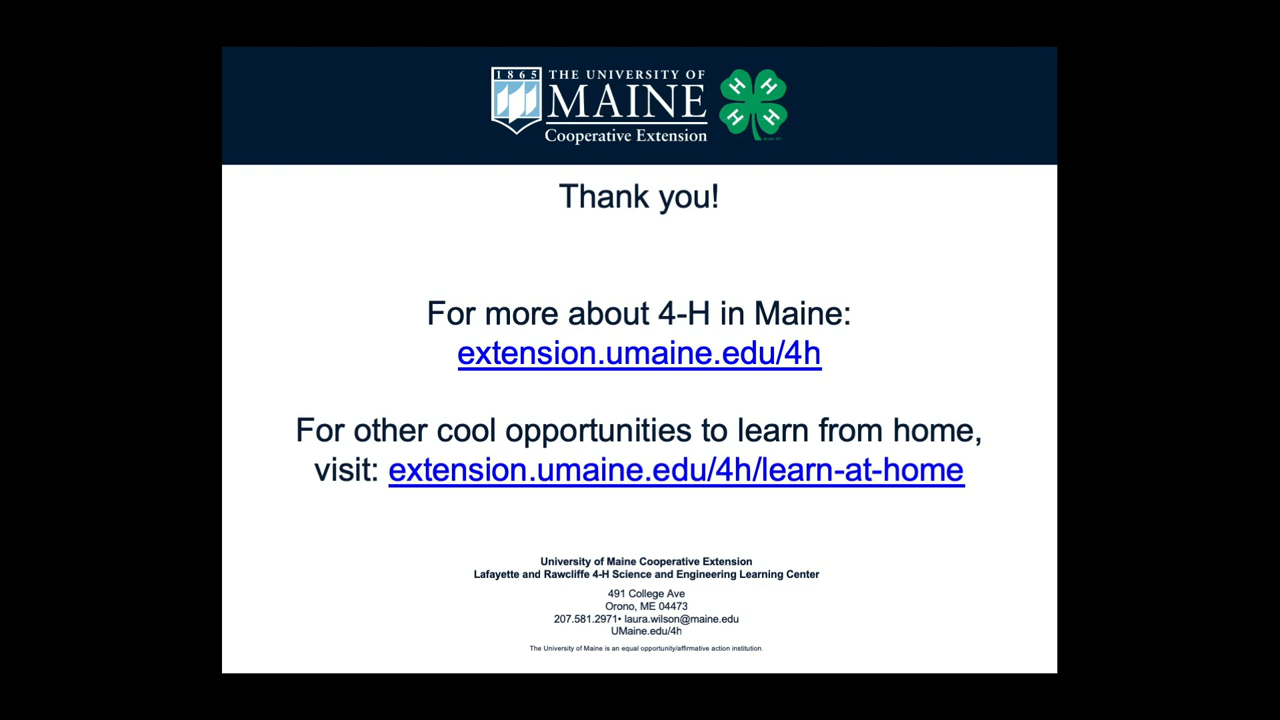 1865
THE UNIVERSITY OF
MAINE
Cooperative Extension
H H
H H
Thank you!
For more about 4-H in Maine:
extension.umaine.edu/4h
For other cool opportunities to learn from home,
visit: extension.umaine.edu/4h/learn-at-home
University of Maine Cooperative Extension
Lafayette and Rawcliffe 4-H Science and Engineering Learning Center
491 College Ave
Orono, ME 04473
207.581.2971• laura.wilson@maine.edu
UMaine.edu/4h
The University of Maine is an equal opportunity/affirmative action institution.